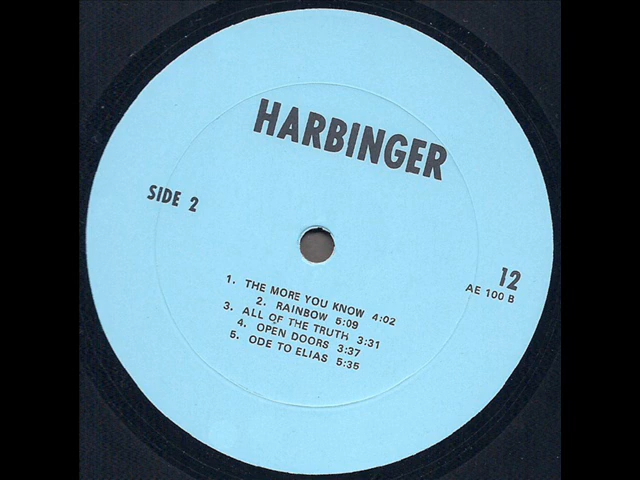 HARBINGER
SIDE 2
12
AE 100 B
1. THE MORE YOU KNOW 4:02
2. RAINBOW 5:09
3. ALL OF THE TRUTH 3:31
4. OPEN DOORS 3:37
5. ODE TO ELIAS 5:35